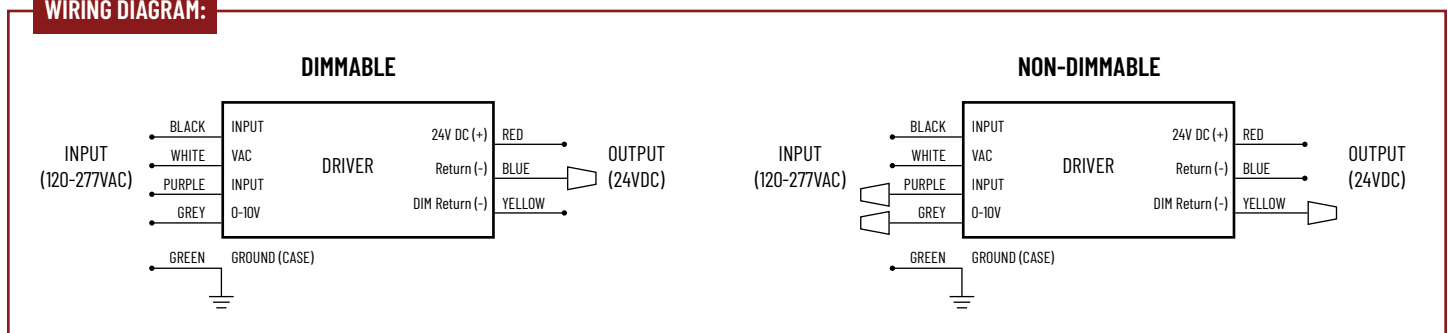 WIRING DIAGRAM:
DIMMABLE
INPUT
(120-277VAC)
BLACK
WHITE
PURPLE
GREY
GREEN
INPUT
VAC
INPUT
0-10V
GROUND (CASE)
DRIVER
24V DC (+)
Return (-)
DIM Return (-)
RED
BLUE
YELLOW
OUTPUT
(24VDC)
NON-DIMMABLE
INPUT
(120-277VAC)
BLACK
WHITE
PURPLE
GREY
GREEN
INPUT
VAC
INPUT
0-10V
GROUND (CASE)
DRIVER
24V DC (+)
Return (-)
DIM Return (-)
RED
BLUE
YELLOW
OUTPUT
(24VDC)